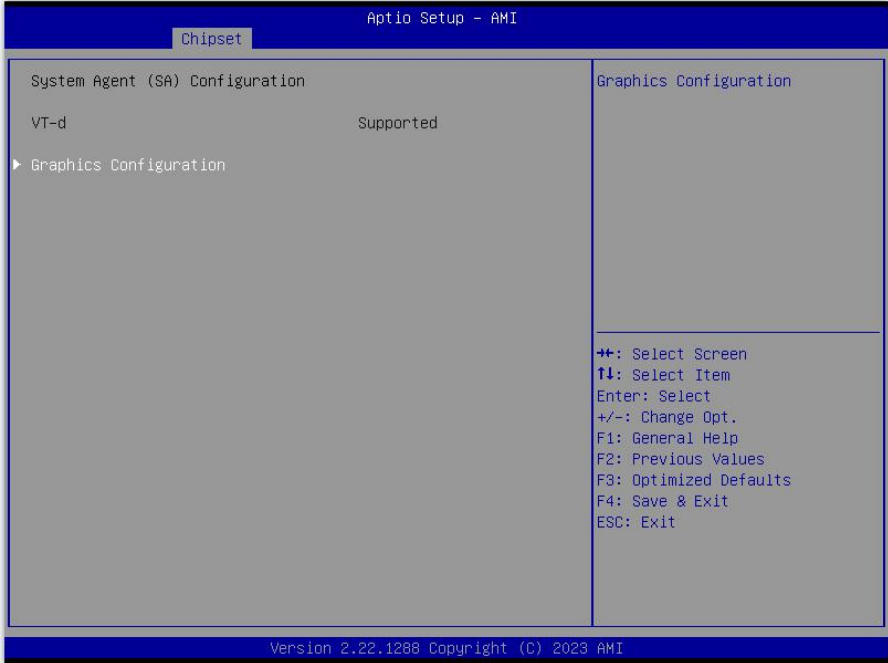 Aptio Setup – AMI
Chipset
System Agent (SA) Configuration
VT-d Supported
Graphics Configuration
Graphics Configuration
→←: Select Screen
↑↓: Select Item
Enter: Select
+/-: Change Opt.
F1: General Help
F2: Previous Values
F3: Optimized Defaults
F4: Save & Exit
ESC: Exit
Version 2.22.1288 Copyright (C) 2023 AMI